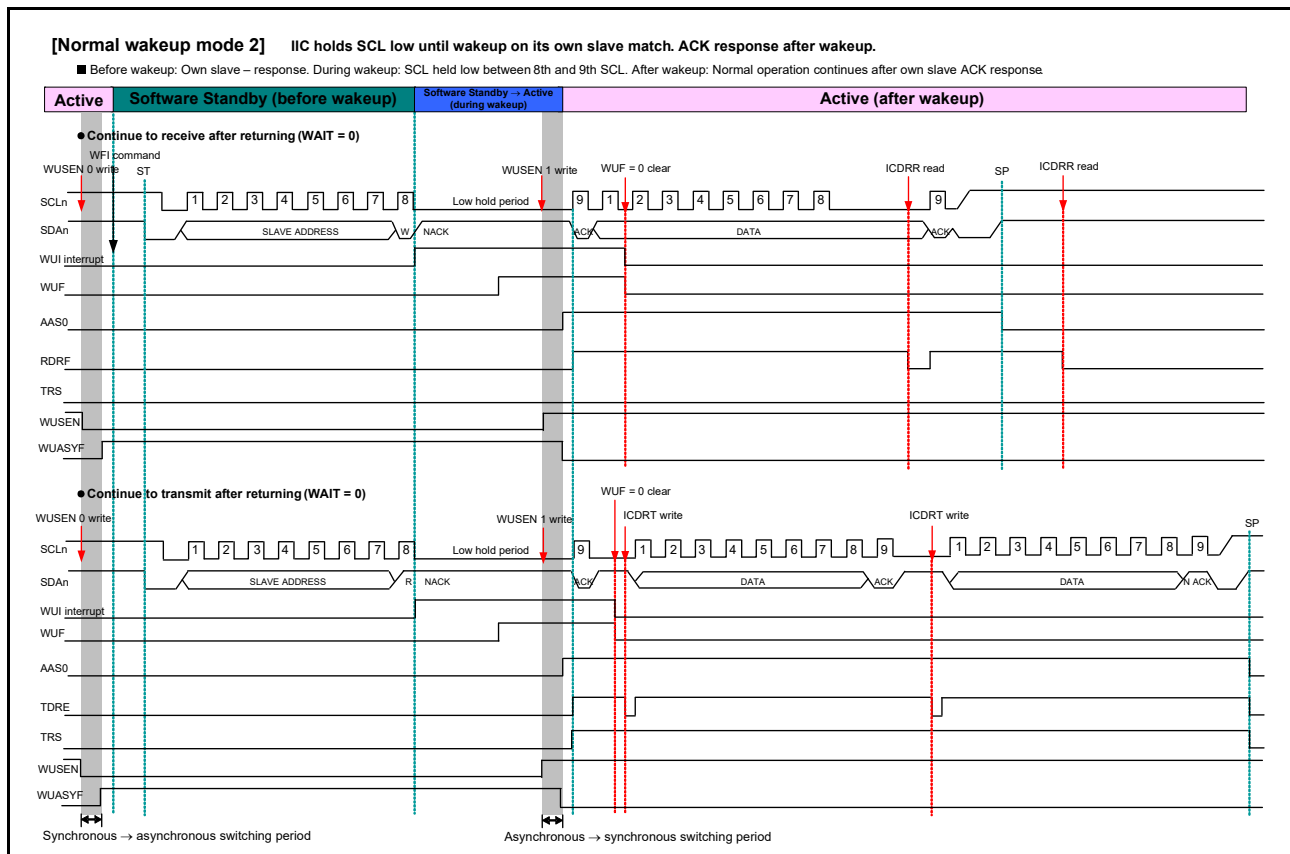 [Normal wakeup mode 2] IIC holds SCL low until wakeup on its own slave match. ACK response after wakeup.
■ Before wakeup: Own slave – response. During wakeup: SCL held low between 8th and 9th SCL. After wakeup: Normal operation continues after own slave ACK response.
Active Software Standby (before wakeup) Software Standby → Active (during wakeup) Active (after wakeup)
● Continue to receive after returning (WAIT = 0)
WFI command
WUSEN 0 write ST WUSEN 1 write WUF = 0 clear ICDRR read SP ICDRR read
SCLn 1 2 3 4 5 6 7 8 Low hold period 9 1 2 3 4 5 6 7 8 9
SDAn SLAVE ADDRESS W NACK ACK DATA ACK
WUI interrupt
WUF
AAS0
RDRF
TRS
WUSEN
WUASYF
● Continue to transmit after returning (WAIT = 0)
WUF = 0 clear
WUSEN 0 write WUSEN 1 write ICDRT write ICDRT write SP
SCLn 1 2 3 4 5 6 7 8 Low hold period 9 1 2 3 4 5 6 7 8 9 1 2 3 4 5 6 7 8 9
SDAn SLAVE ADDRESS R NACK ACK DATA ACK DATA N ACK
WUI interrupt
WUF
AAS0
TDRE
TRS
WUSEN
WUASYF
Synchronous → asynchronous switching period Asynchronous → synchronous switching period